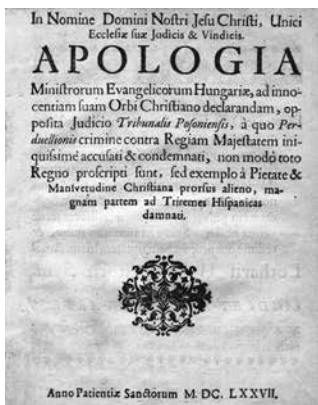 In Nomine Domini Nostri Jesu Christi, Unici
Ecclesiæ suæ Judicis & Vindicis.
APOLOGIA
Ministrorum Evangelicorum Hungariæ, ad inno-
centiam suam Orbi Christiano declarandam, op-
posita Judicio Tribunalis Posoniensis, à quo Per-
duellionis crimine contra Regiam Majestatem ini-
quissimé accusati & condemnati, non modò toto
Regno proscripti sunt, sed exemplo à Pietate &
Mansvetudine Christiana prorsus alieno, ma-
gnam partem ad Triremes Hispanicas
damnati.
Anno Patientiæ Sanctorum M. DC. LXXVII.